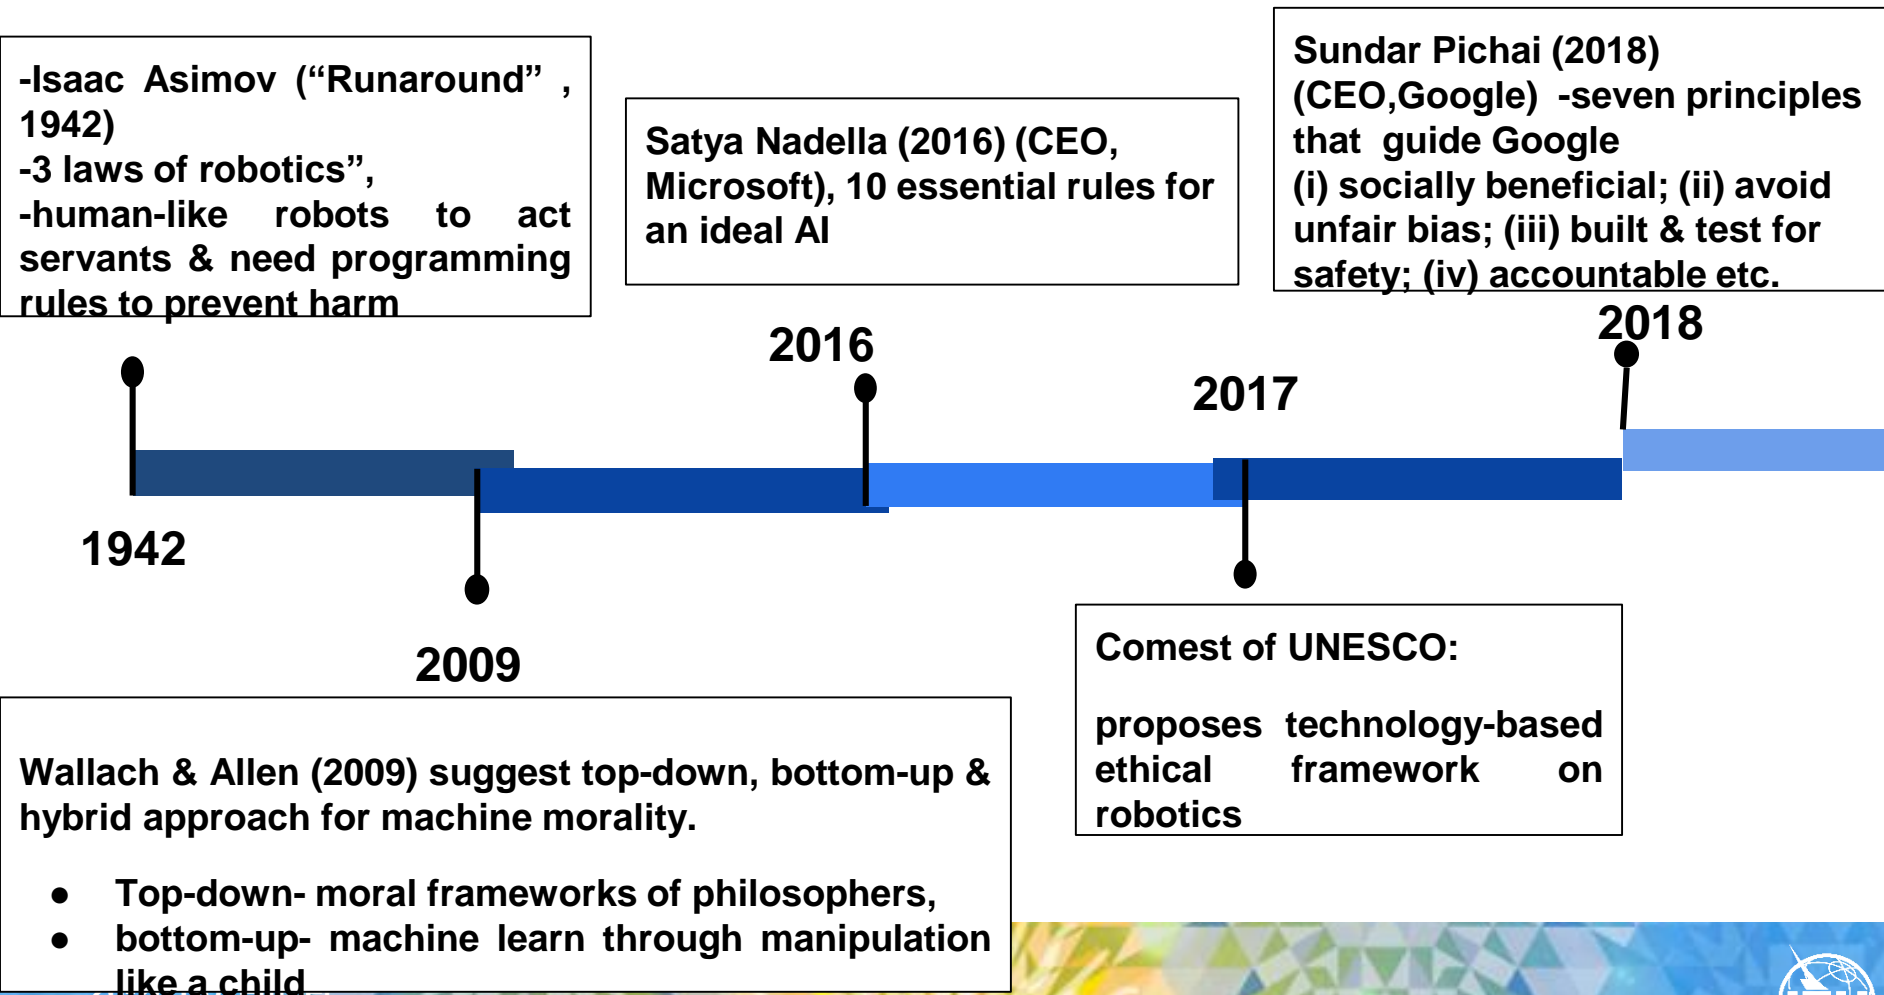 -Isaac Asimov (“Runaround” ,
1942)
-3 laws of robotics”,
-human-like robots to act
servants & need programming
rules to prevent harm
Satya Nadella (2016) (CEO,
Microsoft), 10 essential rules for
an ideal AI
Sundar Pichai (2018)
(CEO,Google) -seven principles
that guide Google
(i) socially beneficial; (ii) avoid
unfair bias; (iii) built & test for
safety; (iv) accountable etc.
2018
2016
2017
1942
2009
Comest of UNESCO:
proposes technology-based
ethical framework on
robotics
Wallach & Allen (2009) suggest top-down, bottom-up &
hybrid approach for machine morality.
● Top-down- moral frameworks of philosophers,
● bottom-up- machine learn through manipulation
like a child